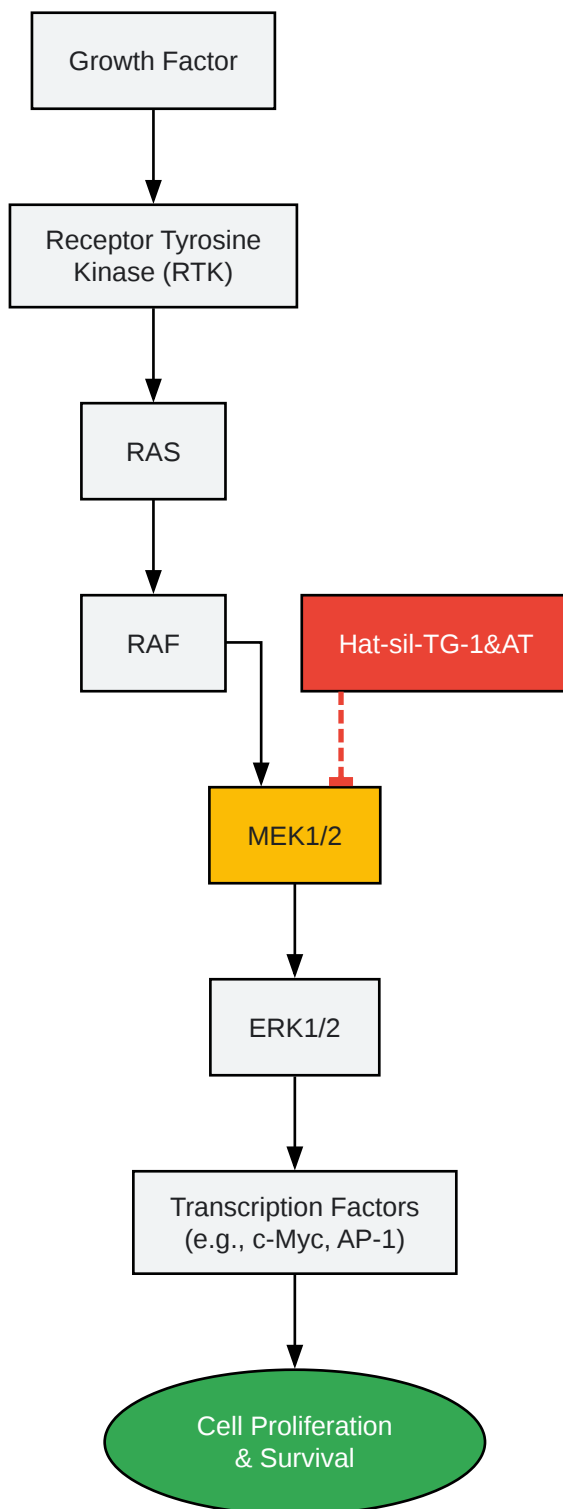 Growth Factor
Receptor Tyrosine
Kinase (RTK)
RAS
RAF
Hat-sil-TG-1&AT
MEK1/2
ERK1/2
Transcription Factors
(e.g., c-Myc, AP-1)
Cell Proliferation
& Survival